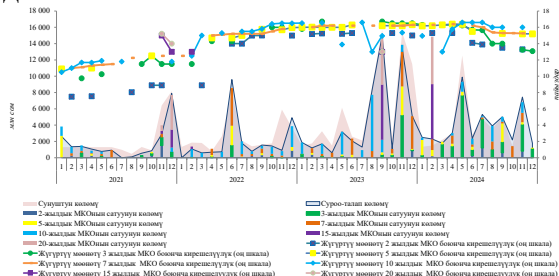 18 000
16 000
14 000
12 000
10 000
8 000
6 000
4 000
2 000
0
18
16
14
12
10
8
6
4
2
0
млн сом
1 2 3 4 5 6 7 8 9 10 11 12 1 2 3 4 5 6 7 8 9 10 11 12 1 2 3 4 5 6 7 8 9 10 11 12 1 2 3 4 5 6 7 8 9 10 11 12
2021 2022 2023 2024
Сунуштун көлөмү
Суроо-талап көлөмү
2-жылдык МКОнын сатуунун көлөмү
3-жылдык МКОнын сатуунун көлөмү
5-жылдык МКОнын сатуунун көлөмү
7-жылдык МКОнын сатуунун көлөмү
10-жылдык МКОнын сатуунун көлөмү
15-жылдык МКОнын сатуунун көлөмү
20-жылдык МКОнын сатуунун көлөмү
Жүгүртүү мөөнөтү 2 жылдык МКО боюнча кирешелүүлүк (оң шкала)
Жүгүртүү мөөнөтү 3 жылдык МКО боюнча кирешелүүлүк (оң шкала)
Жүгүртүү мөөнөтү 5 жылдык МКО боюнча кирешелүүлүк (оң шкала)
Жүгүртүү мөөнөтү 7 жылдык МКО боюнча кирешелүүлүк (оң шкала)
Жүгүртүү мөөнөтү 10 жылдык МКО боюнча кирешелүүлүк (оң шкала)
Жүгүртүү мөөнөтү 15 жылдык МКО боюнча кирешелүүлүк (оң шкала)
Жүгүртүү мөөнөтү 20 жылдык МКО боюнча кирешелүүлүк (оң шкала)